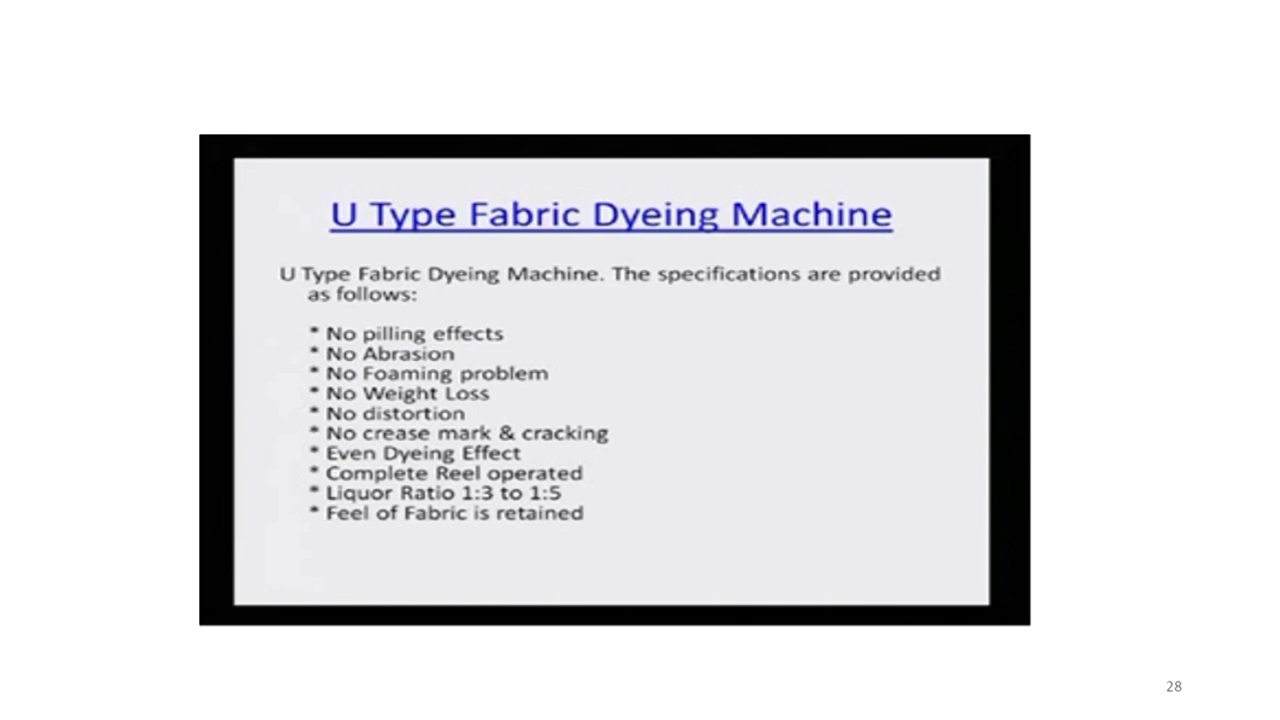 U Type Fabric Dyeing Machine
U Type Fabric Dyeing Machine. The specifications are provided
as follows:
* No pilling effects
* No Abrasion
* No Foaming problem
* No Weight Loss
* No distortion
* No crease mark & cracking
* Even Dyeing Effect
* Complete Reel operated
* Liquor Ratio 1:3 to 1:5
* Feel of Fabric is retained
28